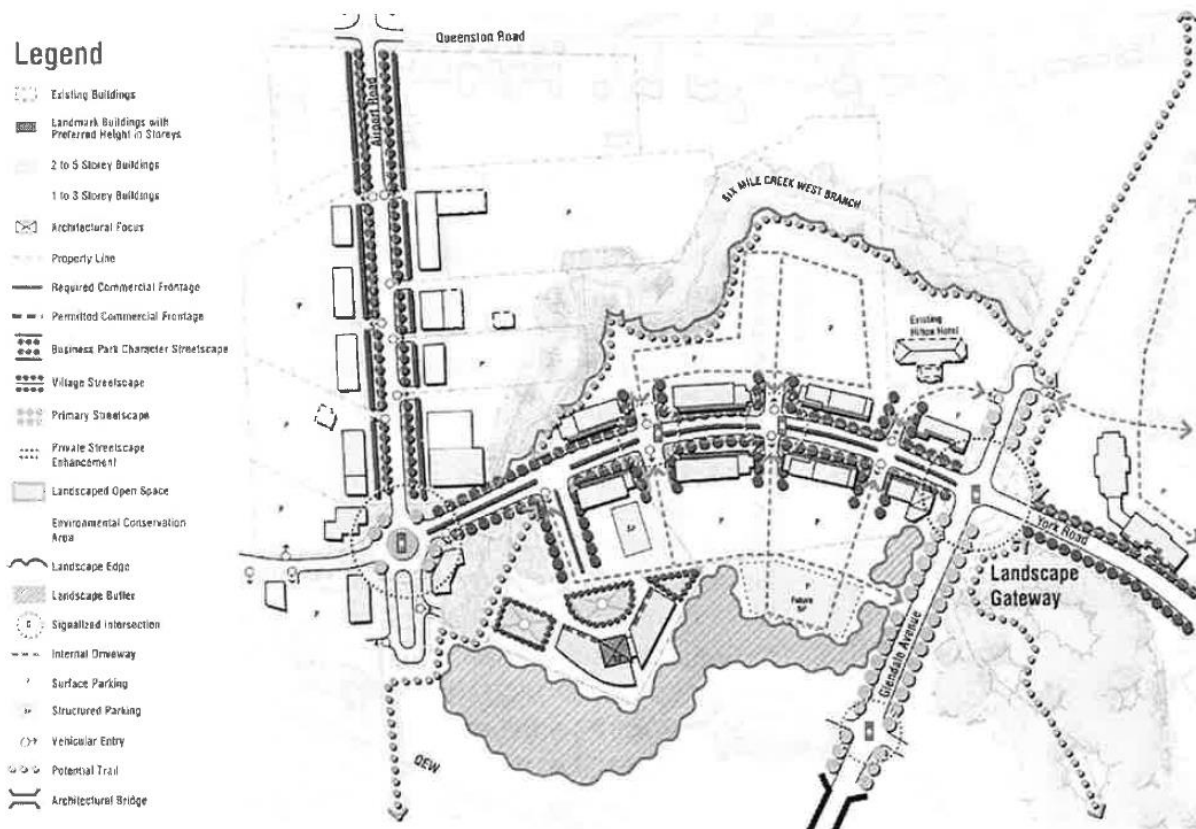 Legend
Existing Buildings
Landmark Buildings with
Preferred Height in Storeys
2 to 5 Storey Buildings
1 to 3 Storey Buildings
Architectural Focus
Property Line
Required Commercial Frontage
Permitted Commercial Frontage
Business Park Character Streetscape
Village Streetscape
Primary Streetscape
Private Streetscape
Enhancement
Landscaped Open Space
Environmental Conservation
Area
Landscape Edge
Landscape Buffer
Signalized Intersection
Internal Driveway
Surface Parking
Structured Parking
Vehicular Entry
Potential Trail
Architectural Bridge
Queenston Road
Airport Road
SIX MILE CREEK WEST BRANCH
Existing
Hilton Hotel
York Road
Landscape
Gateway
Glendale Avenue
Future
SP
QEW